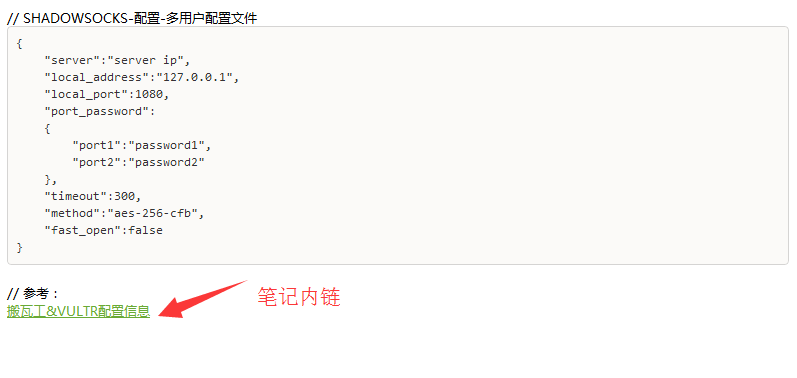 // SHADOWSOCKS-配置-多用户配置文件
{
    "server":"server ip",
    "local_address":"127.0.0.1",
    "local_port":1080,
    "port_password":
    {
        "port1":"password1",
        "port2":"password2"
    },
    "timeout":300,
    "method":"aes-256-cfb",
    "fast_open":false
}
// 参考：
搬瓦工&VULTR配置信息
笔记内链